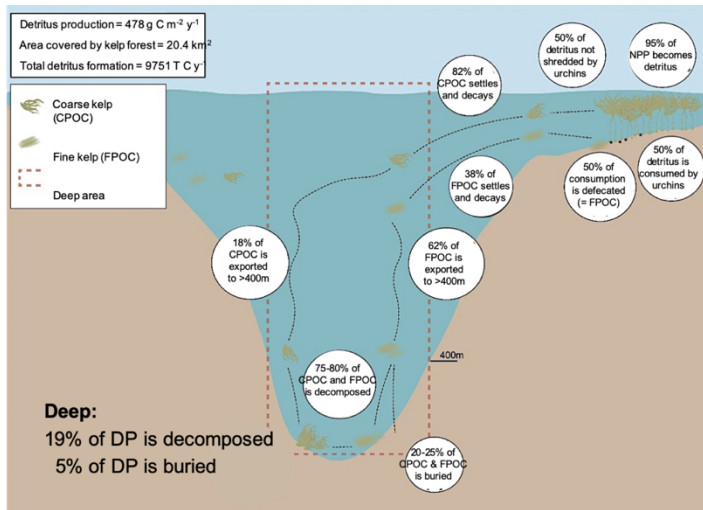 Detritus production = 478 g C m⁻² y⁻¹
Area covered by kelp forest = 20.4 km²
Total detritus formation = 9751 T C y⁻¹
Coarse kelp
(CPOC)
Fine kelp (FPOC)
Deep area
82% of
CPOC settles
and decays
50% of
detritus not
shredded by
urchins
95% of
NPP becomes
detritus
38% of
FPOC settles
and decays
50% of
consumption
is defecated
(= FPOC)
50% of
detritus is
consumed by
urchins
18% of
CPOC is
exported
to >400m
62% of
FPOC is
exported
to >400m
400m
75-80% of
CPOC and FPOC
is decomposed
Deep:
19% of DP is decomposed
5% of DP is buried
20-25% of
CPOC & FPOC
is buried